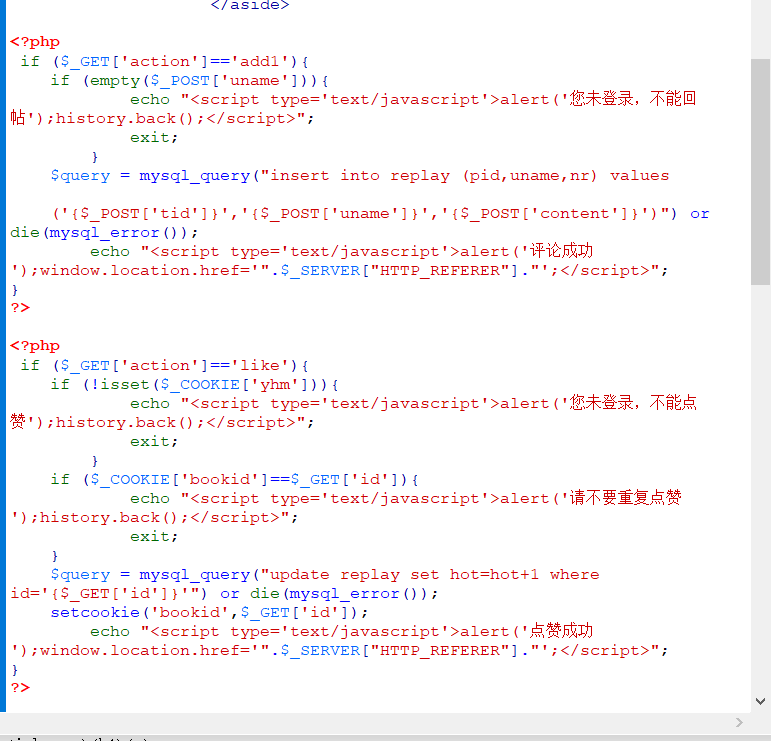 </aside>
<?php
if ($_GET['action']=='add1'){
if (empty($_POST['uname'])){
echo "<script type='text/javascript'>alert('您未登录，不能回
帖');history.back();</script>";
exit;
}
$query = mysql_query("insert into replay (pid,uname,nr) values
('{$_POST['tid']}','{$_POST['uname']}','{$_POST['content']}')") or
die(mysql_error());
echo "<script type='text/javascript'>alert('评论成功
');window.location.href='".$_SERVER["HTTP_REFERER"]."';</script>";
}
?>
<?php
if ($_GET['action']=='like'){
if (!isset($_COOKIE['yhm'])){
echo "<script type='text/javascript'>alert('您未登录，不能点
赞');history.back();</script>";
exit;
}
if ($_COOKIE['bookid']==$_GET['id']){
echo "<script type='text/javascript'>alert('请不要重复点赞
');history.back();</script>";
exit;
}
$query = mysql_query("update replay set hot=hot+1 where
id='{$_GET['id']}'") or die(mysql_error());
setcookie('bookid',$_GET['id']);
echo "<script type='text/javascript'>alert('点赞成功
');window.location.href='".$_SERVER["HTTP_REFERER"]."';</script>";
}
?>